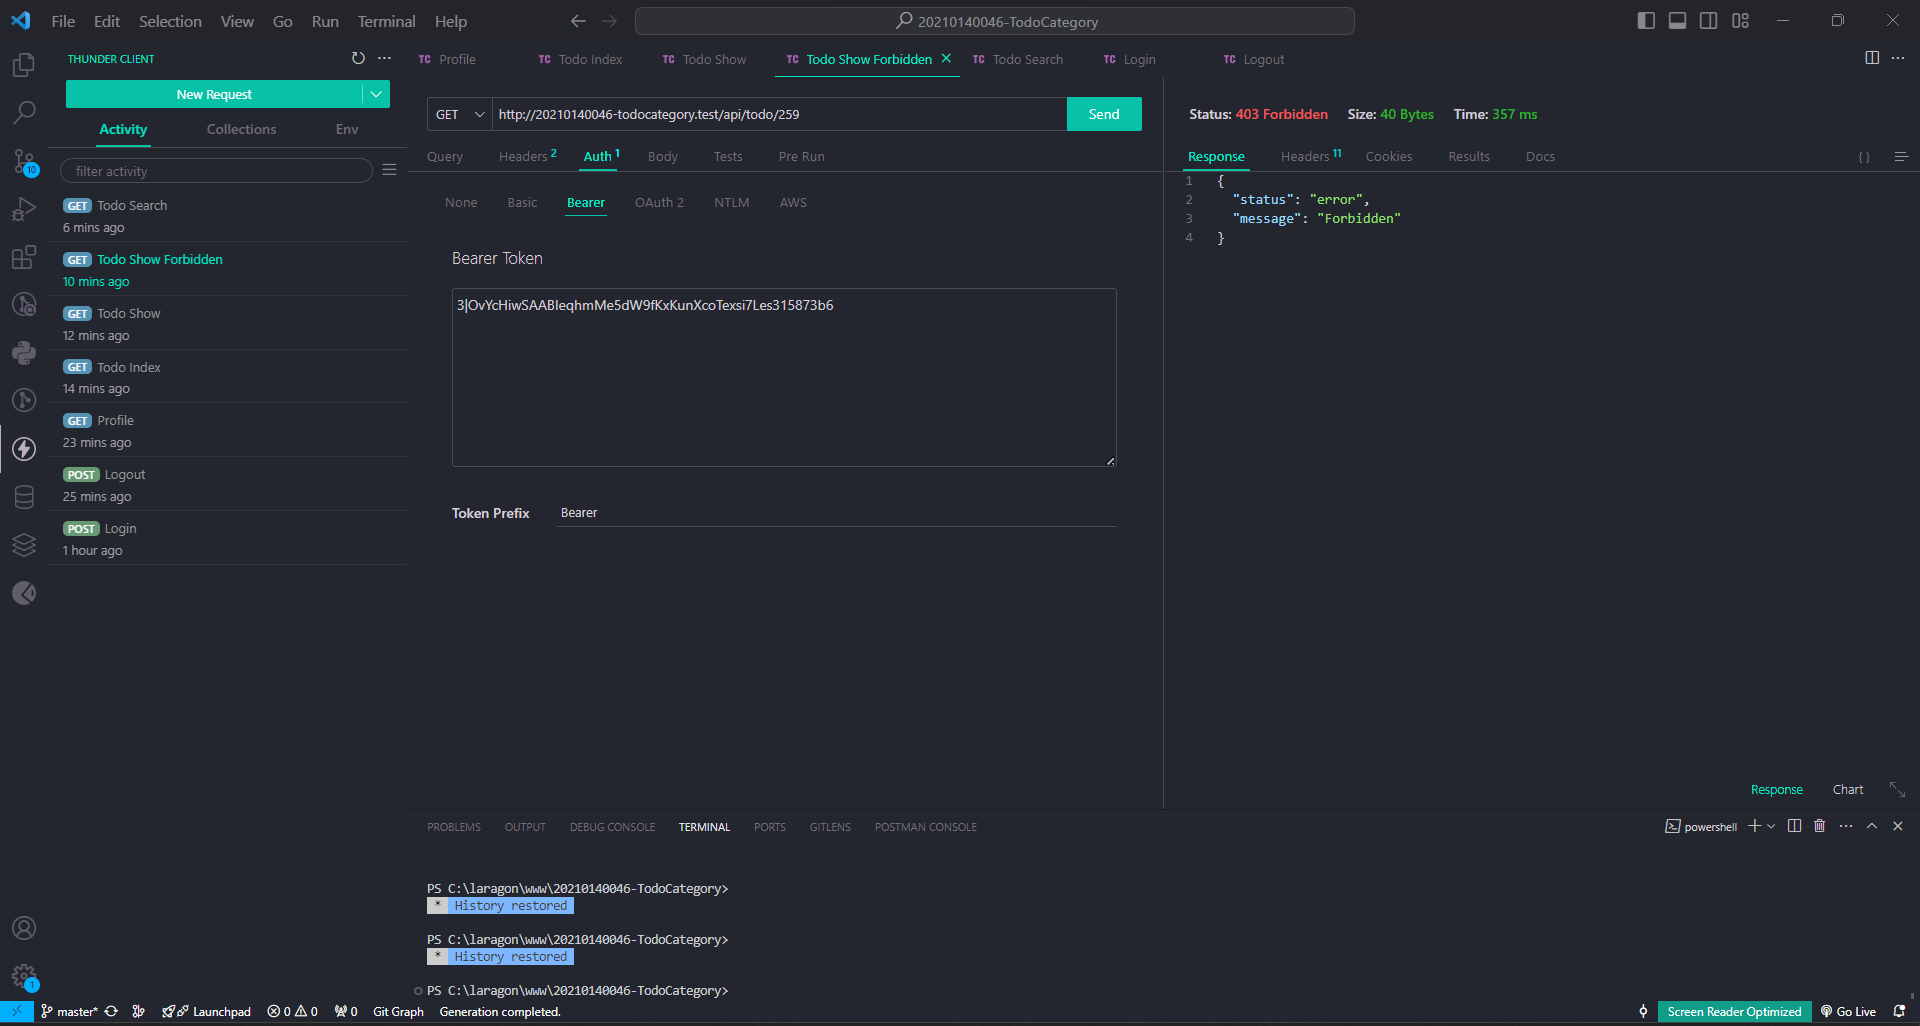 File Edit Selection View Go Run Terminal Help
20210140046-TodoCategory
THUNDER CLIENT
New Request
Activity Collections Env
filter activity
GET Todo Search
6 mins ago
GET Todo Show Forbidden
10 mins ago
GET Todo Show
12 mins ago
GET Todo Index
14 mins ago
GET Profile
23 mins ago
POST Logout
25 mins ago
POST Login
1 hour ago
10
1
TC Profile TC Todo Index TC Todo Show TC Todo Show Forbidden TC Todo Search TC Login TC Logout
GET http://20210140046-todocategory.test/api/todo/259 Send
Query Headers 2 Auth 1 Body Tests Pre Run
None Basic Bearer OAuth 2 NTLM AWS
Bearer Token
3|OvYcHiwSAABIeqhmMe5dW9fKxKunXcoTexsi7Les315873b6
Token Prefix Bearer
Status: 403 Forbidden Size: 40 Bytes Time: 357 ms
Response Headers 11 Cookies Results Docs { }
1 {
2 "status": "error",
3 "message": "Forbidden"
4 }
Response Chart
PROBLEMS OUTPUT DEBUG CONSOLE TERMINAL PORTS GITLENS POSTMAN CONSOLE
powershell
PS C:\laragon\www\20210140046-TodoCategory>
* History restored
PS C:\laragon\www\20210140046-TodoCategory>
* History restored
PS C:\laragon\www\20210140046-TodoCategory>
master* Launchpad 0 0 0 Git Graph Generation completed. Screen Reader Optimized Go Live